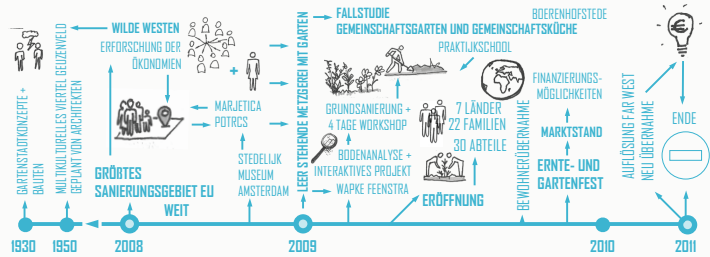 GARTENSTADTKONZEPTE +
BAUTEN
MULTIKULTURELLES VIERTEL GEUZENVELD
GEPLANT VON ARCHITEKTEN
WILDE WESTEN
ERFORSCHUNG DER
ÖKONOMIEN
GRÖßTES
SANIERUNGSGEBIET EU
WEIT
MARJETICA
POTRCS
STEDELIJK
MUSEUM
AMSTERDAM
+
LEER STEHENDE METZGEREI MIT GARTEN
FALLSTUDIE
GEMEINSCHAFTSGARTEN UND GEMEINSCHAFTSKÜCHE
PRAKTIJKSCHOOL
GRUNDSANIERUNG +
4 TAGE WORKSHOP
BODENANALYSE +
INTERAKTIVES PROJEKT
WAPKE FEENSTRA
7 LÄNDER
22 FAMILIEN
30 ABTEILE
ERÖFFNUNG
BOERENHOFSTEDE
BEWOHNERÜBERNAHME
FINANZIERUNGS-
MÖGLICHKEITEN
MARKTSTAND
ERNTE- UND
GARTENFEST
AUFLÖSUNG FAR WEST
NEU ÜBERNAHME
€
ENDE
1930
1950
2008
2009
2010
2011